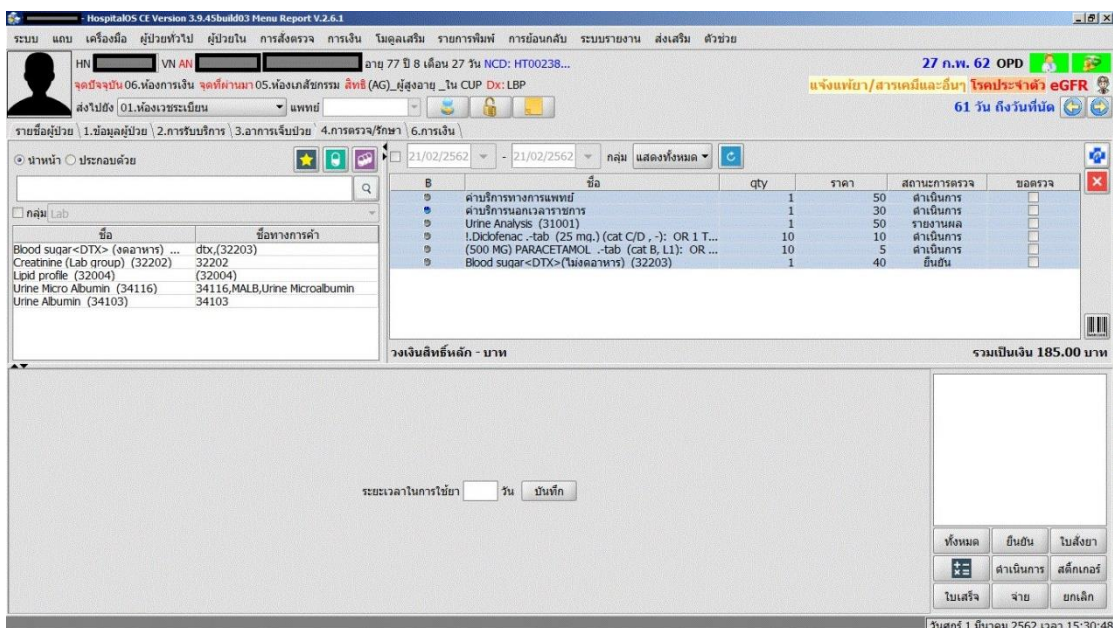 - HospitalOS CE Version 3.9.45build03 Menu Report V.2.6.1
ระบบ แถบ เครื่องมือ ผู้ป่วยทั่วไป ผู้ป่วยใน การสั่งตรวจ การเงิน โมดูลเสริม รายการพิมพ์ การย้อนกลับ ระบบรายงาน ส่งเสริม ตัวช่วย
HN VN AN อายุ 77 ปี 8 เดือน 27 วัน NCD: HT00238... 27 ก.พ. 62 OPD
จุดปัจจุบัน 06.ห้องการเงิน จุดที่ผ่านมา 05.ห้องเภสัชกรรม สิทธิ (AG)_ผู้สูงอายุ _ใน CUP Dx: LBP แจ้งแพ้ยา/สารเคมีและอื่นๆ โรคประจำตัว eGFR
ส่งไปยัง 01.ห้องเวชระเบียน แพทย์ 61 วัน ถึงวันที่นัด
รายชื่อผู้ป่วย 1.ข้อมูลผู้ป่วย 2.การรับบริการ 3.อาการเจ็บป่วย 4.การตรวจ/รักษา 6.การเงิน
นำหน้า ประกอบด้วย 21/02/2562 - 21/02/2562 กลุ่ม แสดงทั้งหมด
กลุ่ม Lab
ชื่อ ชื่อทางการค้า
Blood sugar<DTX> (งดอาหาร) ... dtx,(32203)
Creatinine (Lab group) (32202) 32202
Lipid profile (32004) (32004)
Urine Micro Albumin (34116) 34116,MALB,Urine Microalbumin
Urine Albumin (34103) 34103
B ชื่อ qty ราคา สถานะการตรวจ ขอตรวจ
ค่าบริการทางการแพทย์ 1 50 ดำเนินการ
ค่าบริการนอกเวลาราชการ 1 30 ดำเนินการ
Urine Analysis (31001) 1 50 รายงานผล
!.Diclofenac .-tab (25 mg.) (cat C/D , -): OR 1 T... 10 10 ดำเนินการ
(500 MG) PARACETAMOL .-tab (cat B, L1): OR ... 10 5 ดำเนินการ
Blood sugar<DTX>(ไม่งดอาหาร) (32203) 1 40 ยืนยัน
วงเงินสิทธิ์หลัก - บาท รวมเป็นเงิน 185.00 บาท
ระยะเวลาในการใช้ยา วัน บันทึก
ทั้งหมด ยืนยัน ใบสั่งยา
ดำเนินการ สติ๊กเกอร์
ใบเสร็จ จ่าย ยกเลิก
วันศุกร์ 1 มีนาคม 2562 เวลา 15:30:48